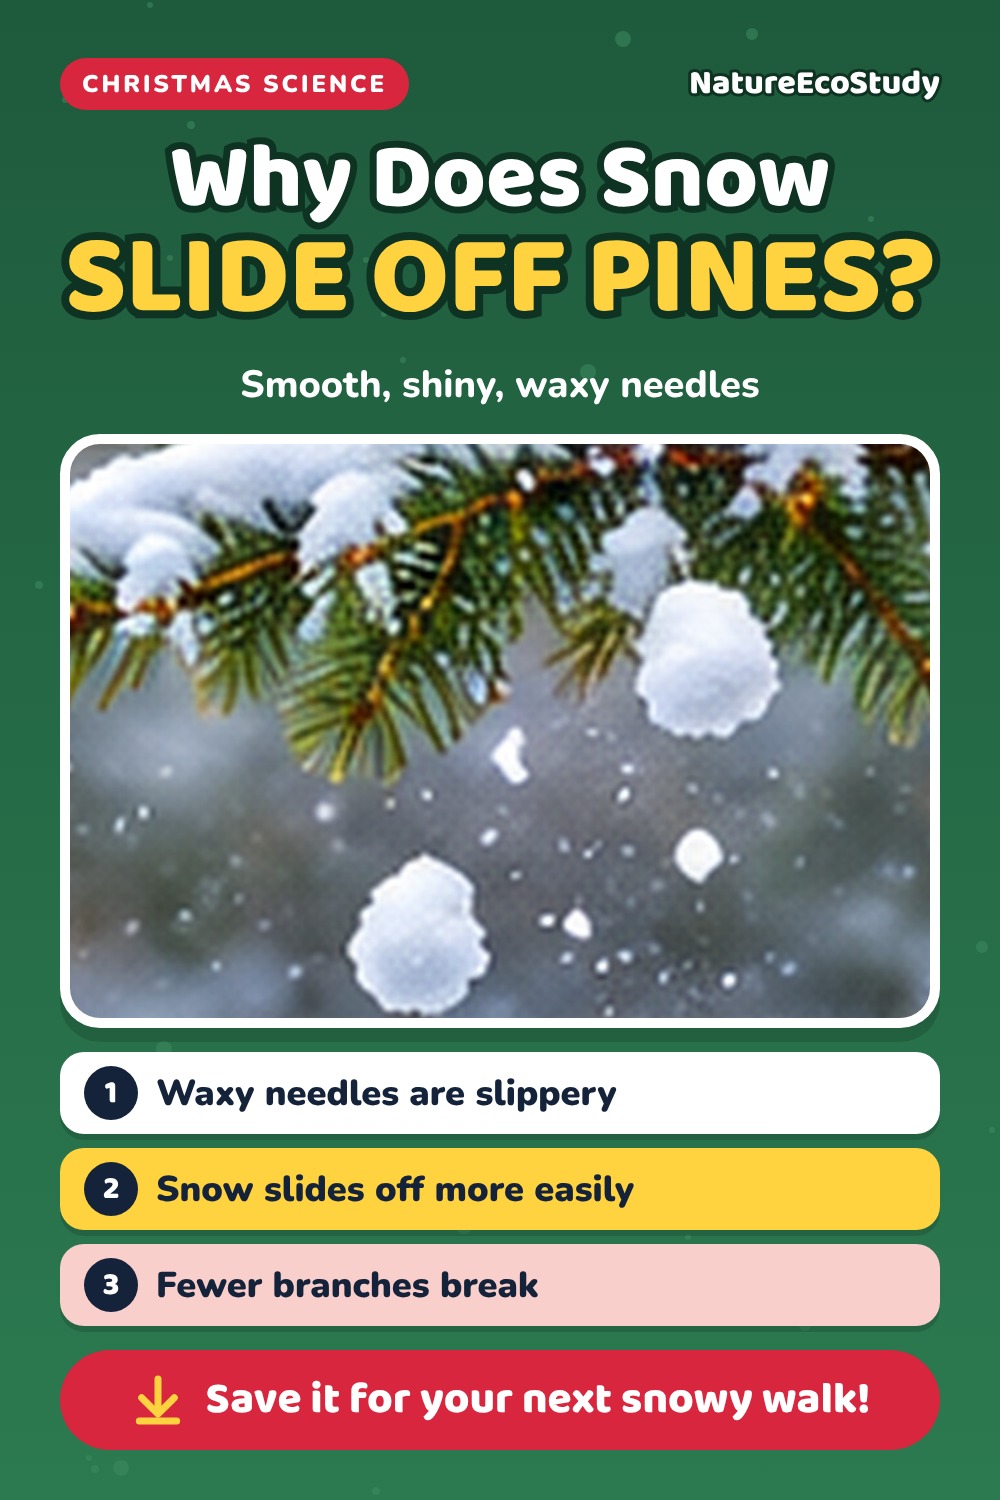 CHRISTMAS SCIENCE
NatureEcoStudy
Why Does Snow
SLIDE OFF PINES?
Smooth, shiny, waxy needles
1 Waxy needles are slippery
2 Snow slides off more easily
3 Fewer branches break
Save it for your next snowy walk!